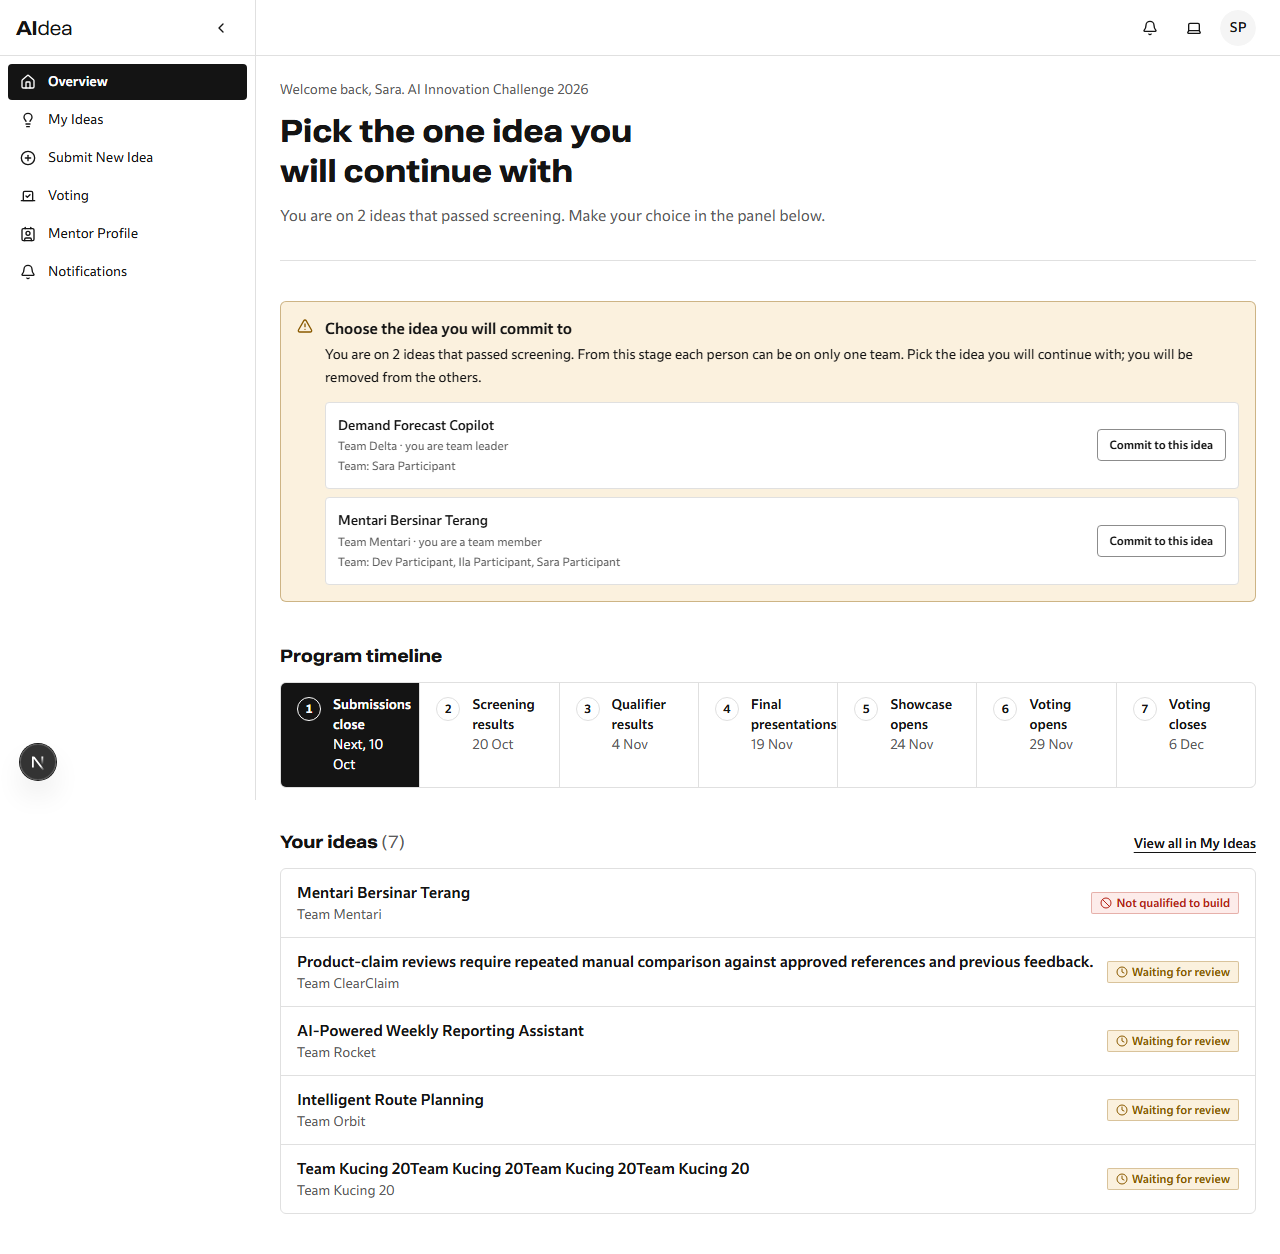 AIdea
SP
Overview
My Ideas
Submit New Idea
Voting
Mentor Profile
Notifications
N
Welcome back, Sara. AI Innovation Challenge 2026
Pick the one idea you
will continue with
You are on 2 ideas that passed screening. Make your choice in the panel below.
Choose the idea you will commit to
You are on 2 ideas that passed screening. From this stage each person can be on only one team. Pick the idea you will continue with; you will be
removed from the others.
Demand Forecast Copilot
Team Delta · you are team leader
Team: Sara Participant
Commit to this idea
Mentari Bersinar Terang
Team Mentari · you are a team member
Team: Dev Participant, Ila Participant, Sara Participant
Commit to this idea
Program timeline
1
Submissions
close
Next, 10
Oct
2
Screening
results
20 Oct
3
Qualifier
results
4 Nov
4
Final
presentations
19 Nov
5
Showcase
opens
24 Nov
6
Voting
opens
29 Nov
7
Voting
closes
6 Dec
Your ideas (7)
View all in My Ideas
Mentari Bersinar Terang
Team Mentari
Not qualified to build
Product-claim reviews require repeated manual comparison against approved references and previous feedback.
Team ClearClaim
Waiting for review
AI-Powered Weekly Reporting Assistant
Team Rocket
Waiting for review
Intelligent Route Planning
Team Orbit
Waiting for review
Team Kucing 20Team Kucing 20Team Kucing 20Team Kucing 20
Team Kucing 20
Waiting for review